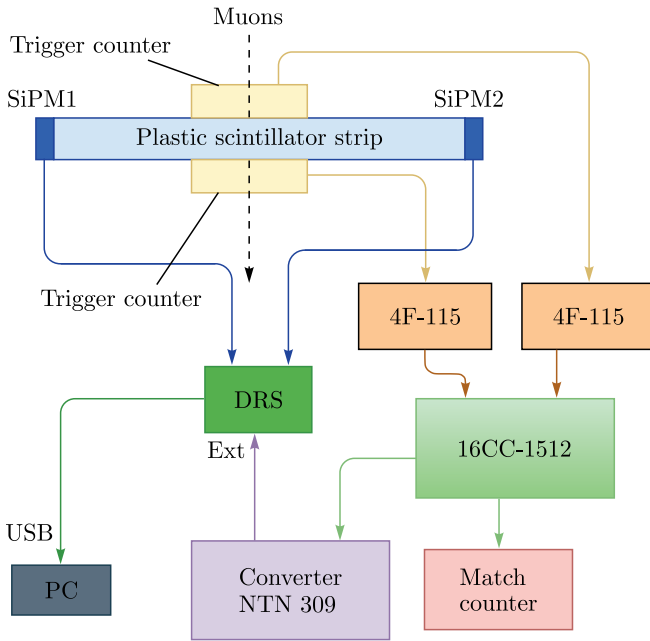 Muons
Trigger counter
SiPM1
SiPM2
Plastic scintillator strip
Trigger counter
4F-115
4F-115
DRS
Ext
16CC-1512
USB
PC
Converter
NTN 309
Match
counter